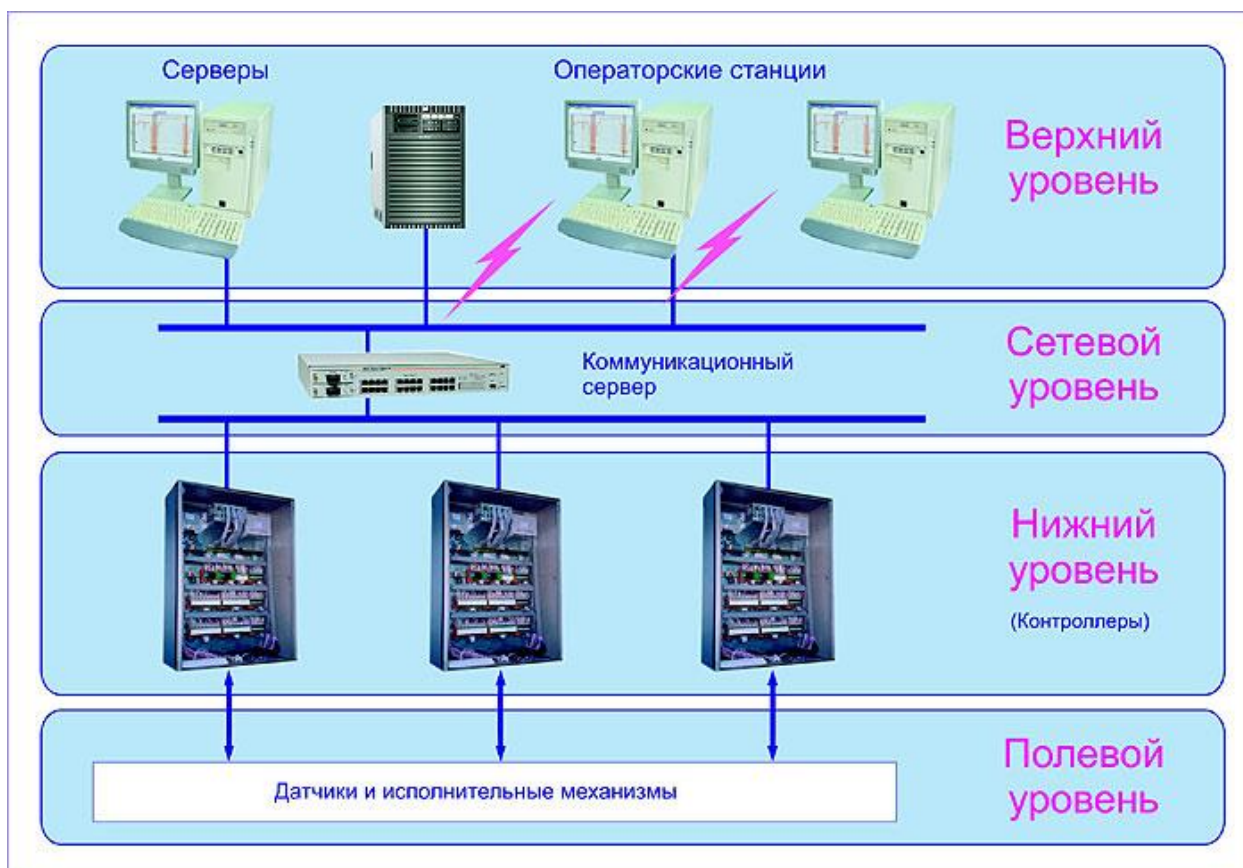 Серверы
Операторские станции
Верхний
уровень
Коммуникационный
сервер
Сетевой
уровень
Нижний
уровень
(Контроллеры)
Полевой
уровень
Датчики и исполнительные механизмы